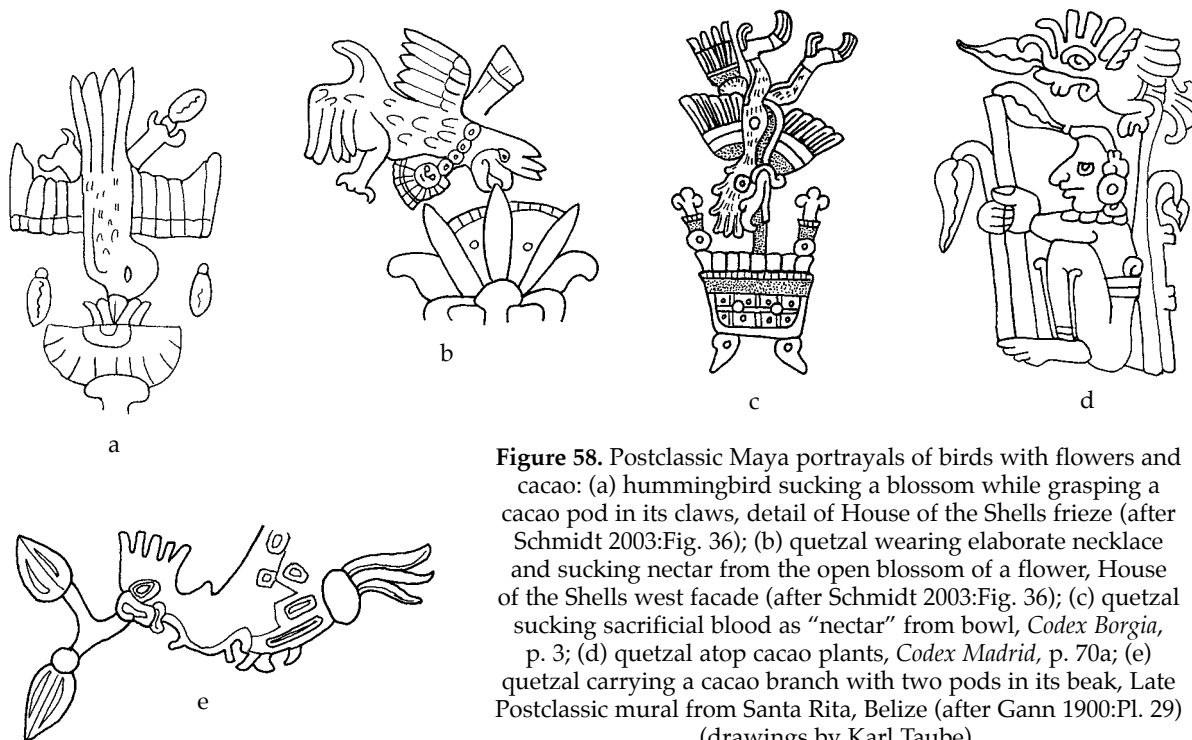 a
b
c
d
e
Figure 58. Postclassic Maya portrayals of birds with flowers and
cacao: (a) hummingbird sucking a blossom while grasping a
cacao pod in its claws, detail of House of the Shells frieze (after
Schmidt 2003:Fig. 36); (b) quetzal wearing elaborate necklace
and sucking nectar from the open blossom of a flower, House
of the Shells west facade (after Schmidt 2003:Fig. 36); (c) quetzal
sucking sacrificial blood as “nectar” from bowl, Codex Borgia,
p. 3; (d) quetzal atop cacao plants, Codex Madrid, p. 70a; (e)
quetzal carrying a cacao branch with two pods in its beak, Late
Postclassic mural from Santa Rita, Belize (after Gann 1900:Pl. 29)
(drawings by Karl Taube)